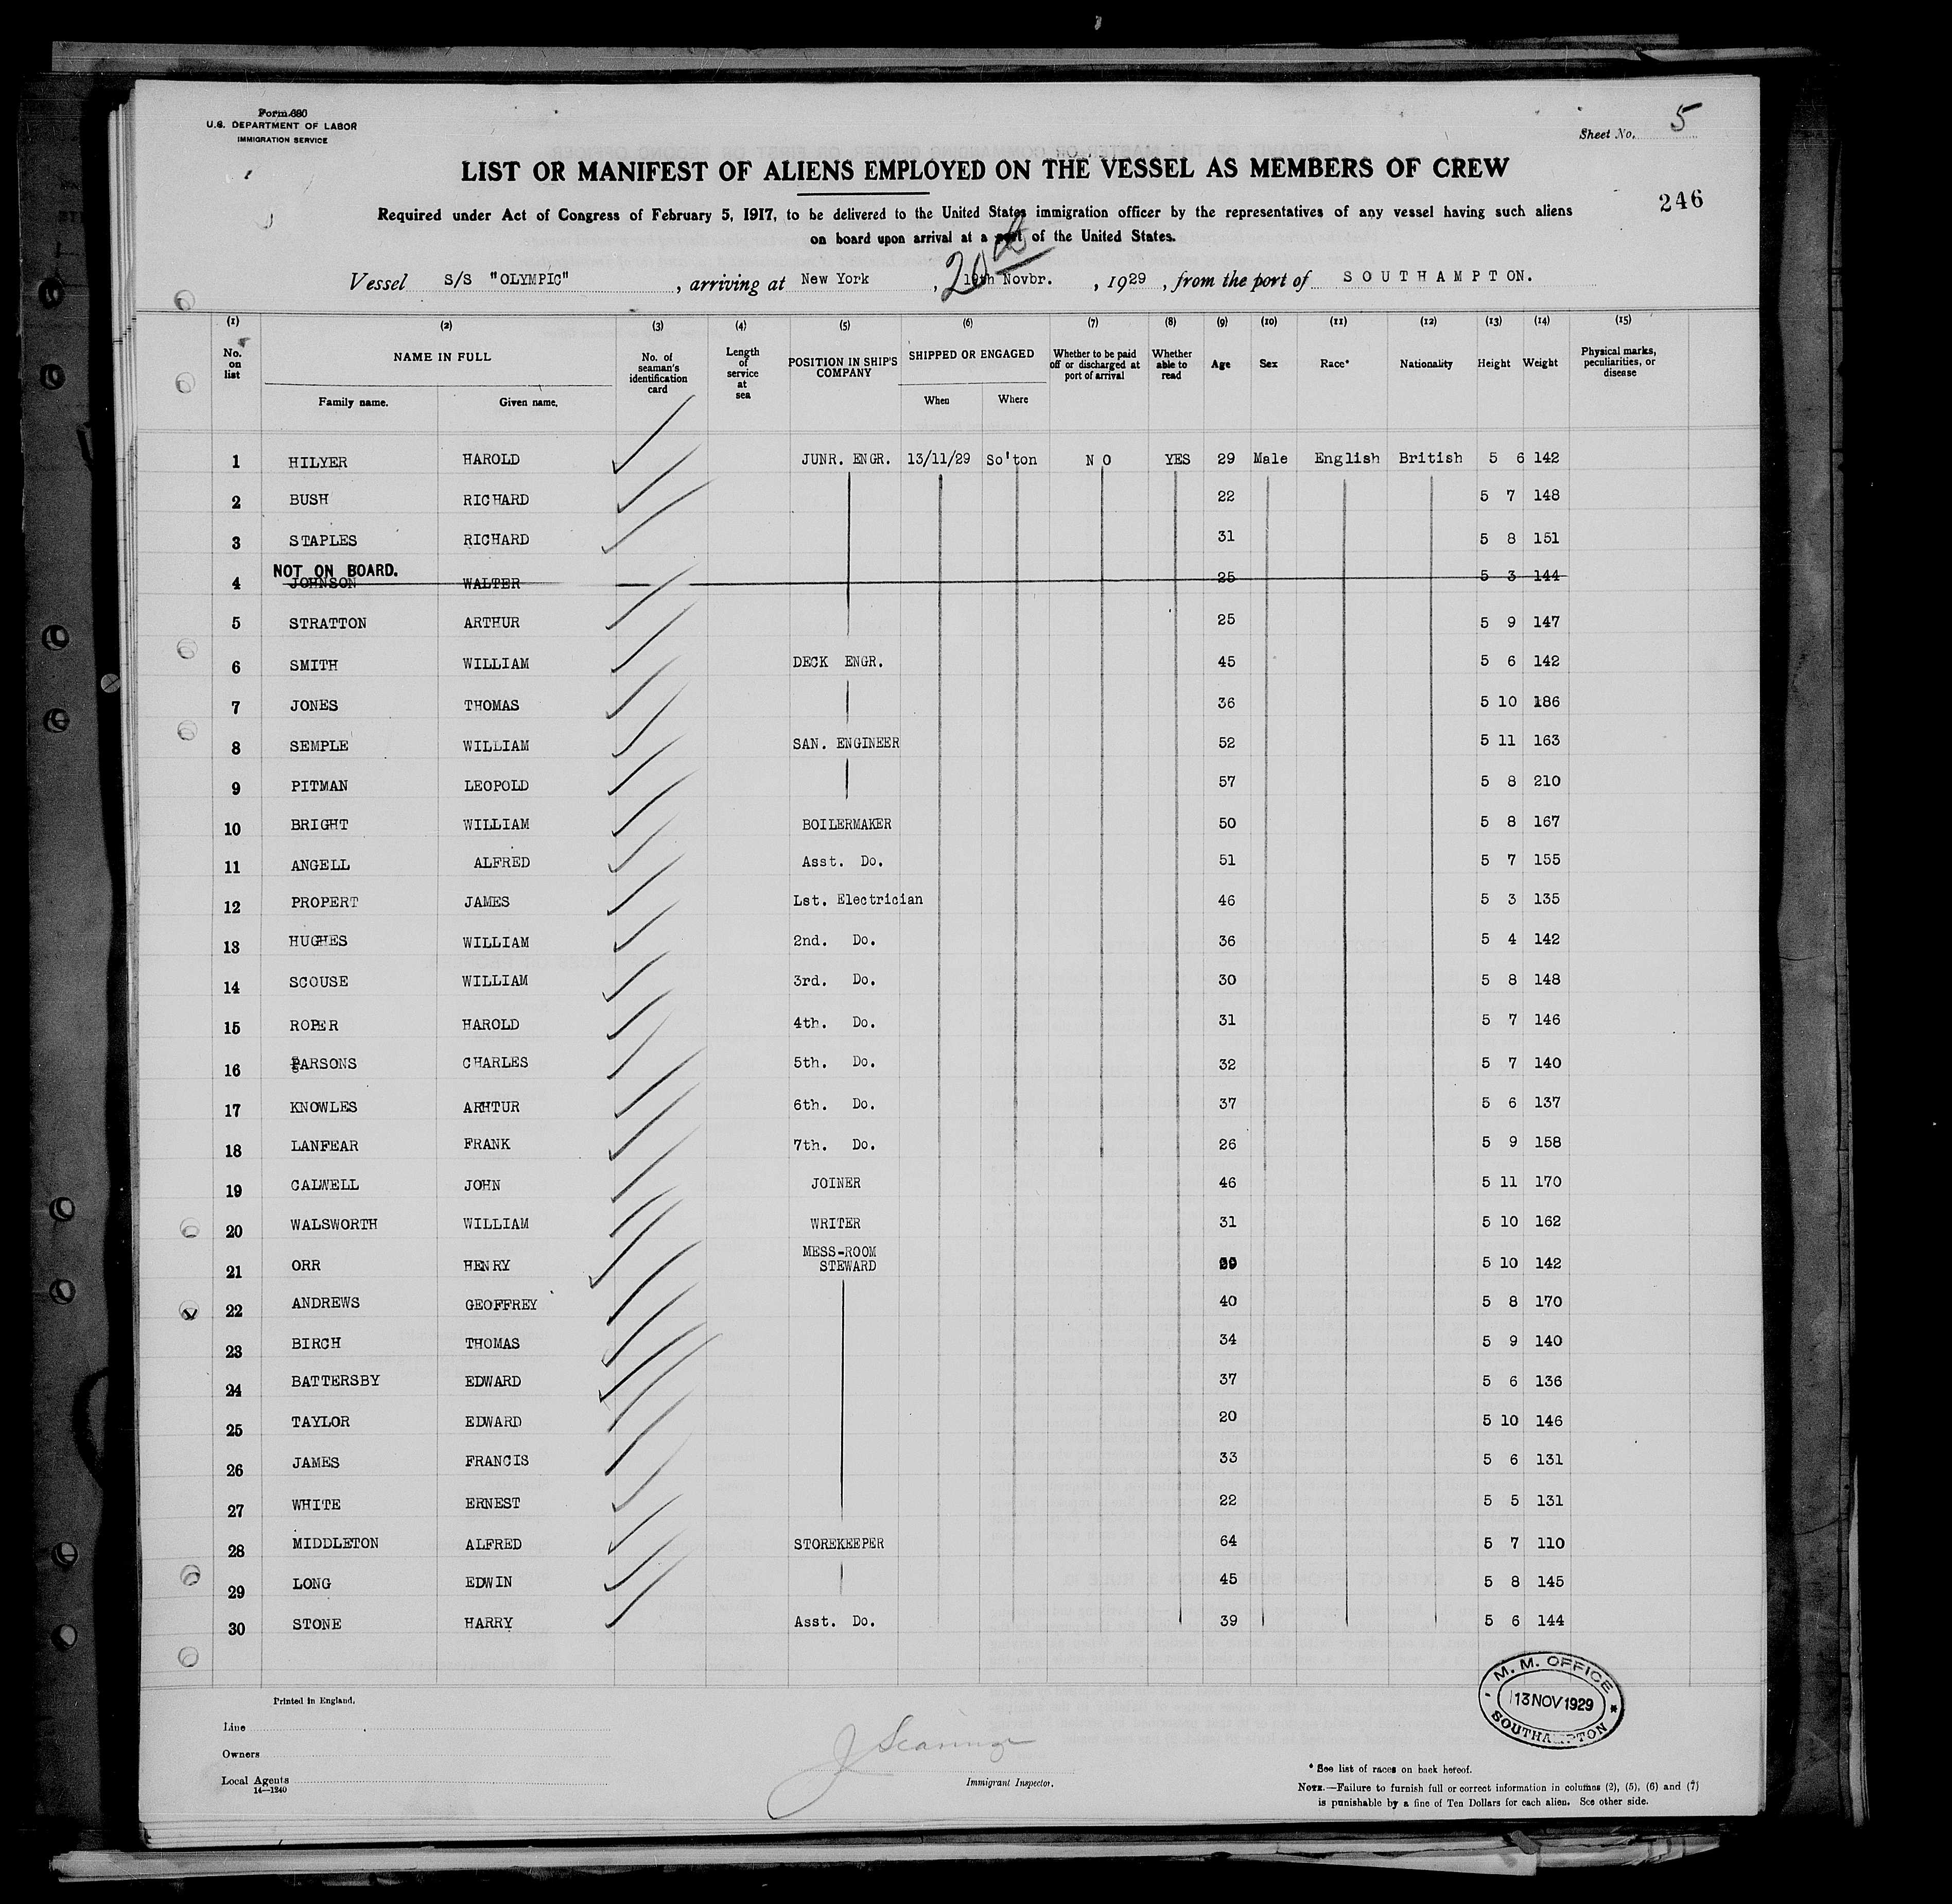 Form 680
U.S. DEPARTMENT OF LABOR
IMMIGRATION SERVICE
Sheet No. 5
LIST OR MANIFEST OF ALIENS EMPLOYED ON THE VESSEL AS MEMBERS OF CREW
246
Required under Act of Congress of February 5, 1917, to be delivered to the United States immigration officer by the representatives of any vessel having such aliens
on board upon arrival at a port of the United States.
Vessel S/S "OLYMPIC", arriving at New York, 20th 19th Novbr., 1929, from the port of SOUTHAMPTON.
(1) (2) (3) (4) (5) (6) (7) (8) (9) (10) (11) (12) (13) (14) (15)
No. on list NAME IN FULL Family name. Given name. No. of seaman's identification card Length of service at sea POSITION IN SHIP'S COMPANY SHIPPED OR ENGAGED When Where Whether to be paid off or discharged at port of arrival Whether able to read Age Sex Race* Nationality Height Weight Physical marks, peculiarities, or disease
1 HILYER HAROLD JUNR. ENGR. 13/11/29 So'ton NO YES 29 Male English British 5 6 142
2 BUSH RICHARD 22 5 7 148
3 STAPLES RICHARD 31 5 8 151
NOT ON BOARD.
4 JOHNSON WALTER 25 5 3 144
5 STRATTON ARTHUR 25 5 9 147
6 SMITH WILLIAM DECK ENGR. 45 5 6 142
7 JONES THOMAS 36 5 10 186
8 SEMPLE WILLIAM SAN. ENGINEER 52 5 11 163
9 PITMAN LEOPOLD 57 5 8 210
10 BRIGHT WILLIAM BOILERMAKER 50 5 8 167
11 ANGELL ALFRED Asst. Do. 51 5 7 155
12 PROPERT JAMES Lst. Electrician 46 5 3 135
13 HUGHES WILLIAM 2nd. Do. 36 5 4 142
14 SCOUSE WILLIAM 3rd. Do. 30 5 8 148
15 ROPER HAROLD 4th. Do. 31 5 7 146
16 PARSONS CHARLES 5th. Do. 32 5 7 140
17 KNOWLES ARHTUR 6th. Do. 37 5 6 137
18 LANFEAR FRANK 7th. Do. 26 5 9 158
19 CALWELL JOHN JOINER 46 5 11 170
20 WALSWORTH WILLIAM WRITER 31 5 10 162
21 ORR HENRY MESS-ROOM STEWARD 5 10 142
22 ANDREWS GEOFFREY 40 5 8 170
23 BIRCH THOMAS 34 5 9 140
24 BATTERSBY EDWARD 37 5 6 136
25 TAYLOR EDWARD 20 5 10 146
26 JAMES FRANCIS 33 5 6 131
27 WHITE ERNEST 22 5 5 131
28 MIDDLETON ALFRED STOREKEEPER 64 5 7 110
29 LONG EDWIN 45 5 8 145
30 STONE HARRY Asst. Do. 39 5 6 144
M. M. OFFICE
13 NOV 1929
SOUTHAMPTON
Printed in England.
Line
Owners
Local Agents
14—1240
Immigrant Inspector.
* See list of races on back hereof.
NOTE.—Failure to furnish full or correct information in columns (2), (5), (6) and (7)
is punishable by a fine of Ten Dollars for each alien. See other side.